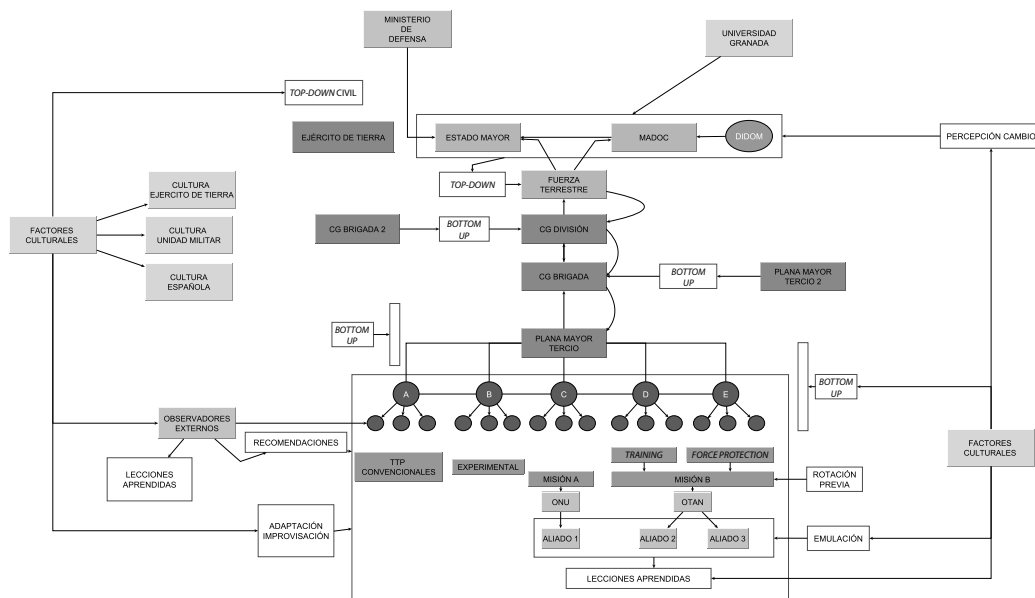 MINISTERIO
DE
DEFENSA
UNIVERSIDAD
GRANADA
TOP-DOWN CIVIL
EJÉRCITO DE TIERRA
ESTADO MAYOR
MADOC
DIDOM
PERCEPCIÓN CAMBIO
TOP-DOWN
FUERZA
TERRESTRE
CULTURA
EJERCITO DE TIERRA
FACTORES
CULTURALES
CULTURA
UNIDAD MILITAR
CULTURA
ESPAÑOLA
CG BRIGADA 2
BOTTOM
UP
CG DIVISIÓN
CG BRIGADA
BOTTOM
UP
PLANA MAYOR
TERCIO 2
BOTTOM
UP
PLANA MAYOR
TERCIO
A
B
C
D
E
BOTTOM
UP
OBSERVADORES
EXTERNOS
RECOMENDACIONES
LECCIONES
APRENDIDAS
TTP
CONVENCIONALES
EXPERIMENTAL
TRAINING
FORCE PROTECTION
MISIÓN A
MISIÓN B
ROTACIÓN
PREVIA
FACTORES
CULTURALES
ONU
OTAN
ADAPTACIÓN
IMPROVISACIÓN
ALIADO 1
ALIADO 2
ALIADO 3
EMULACIÓN
LECCIONES APRENDIDAS